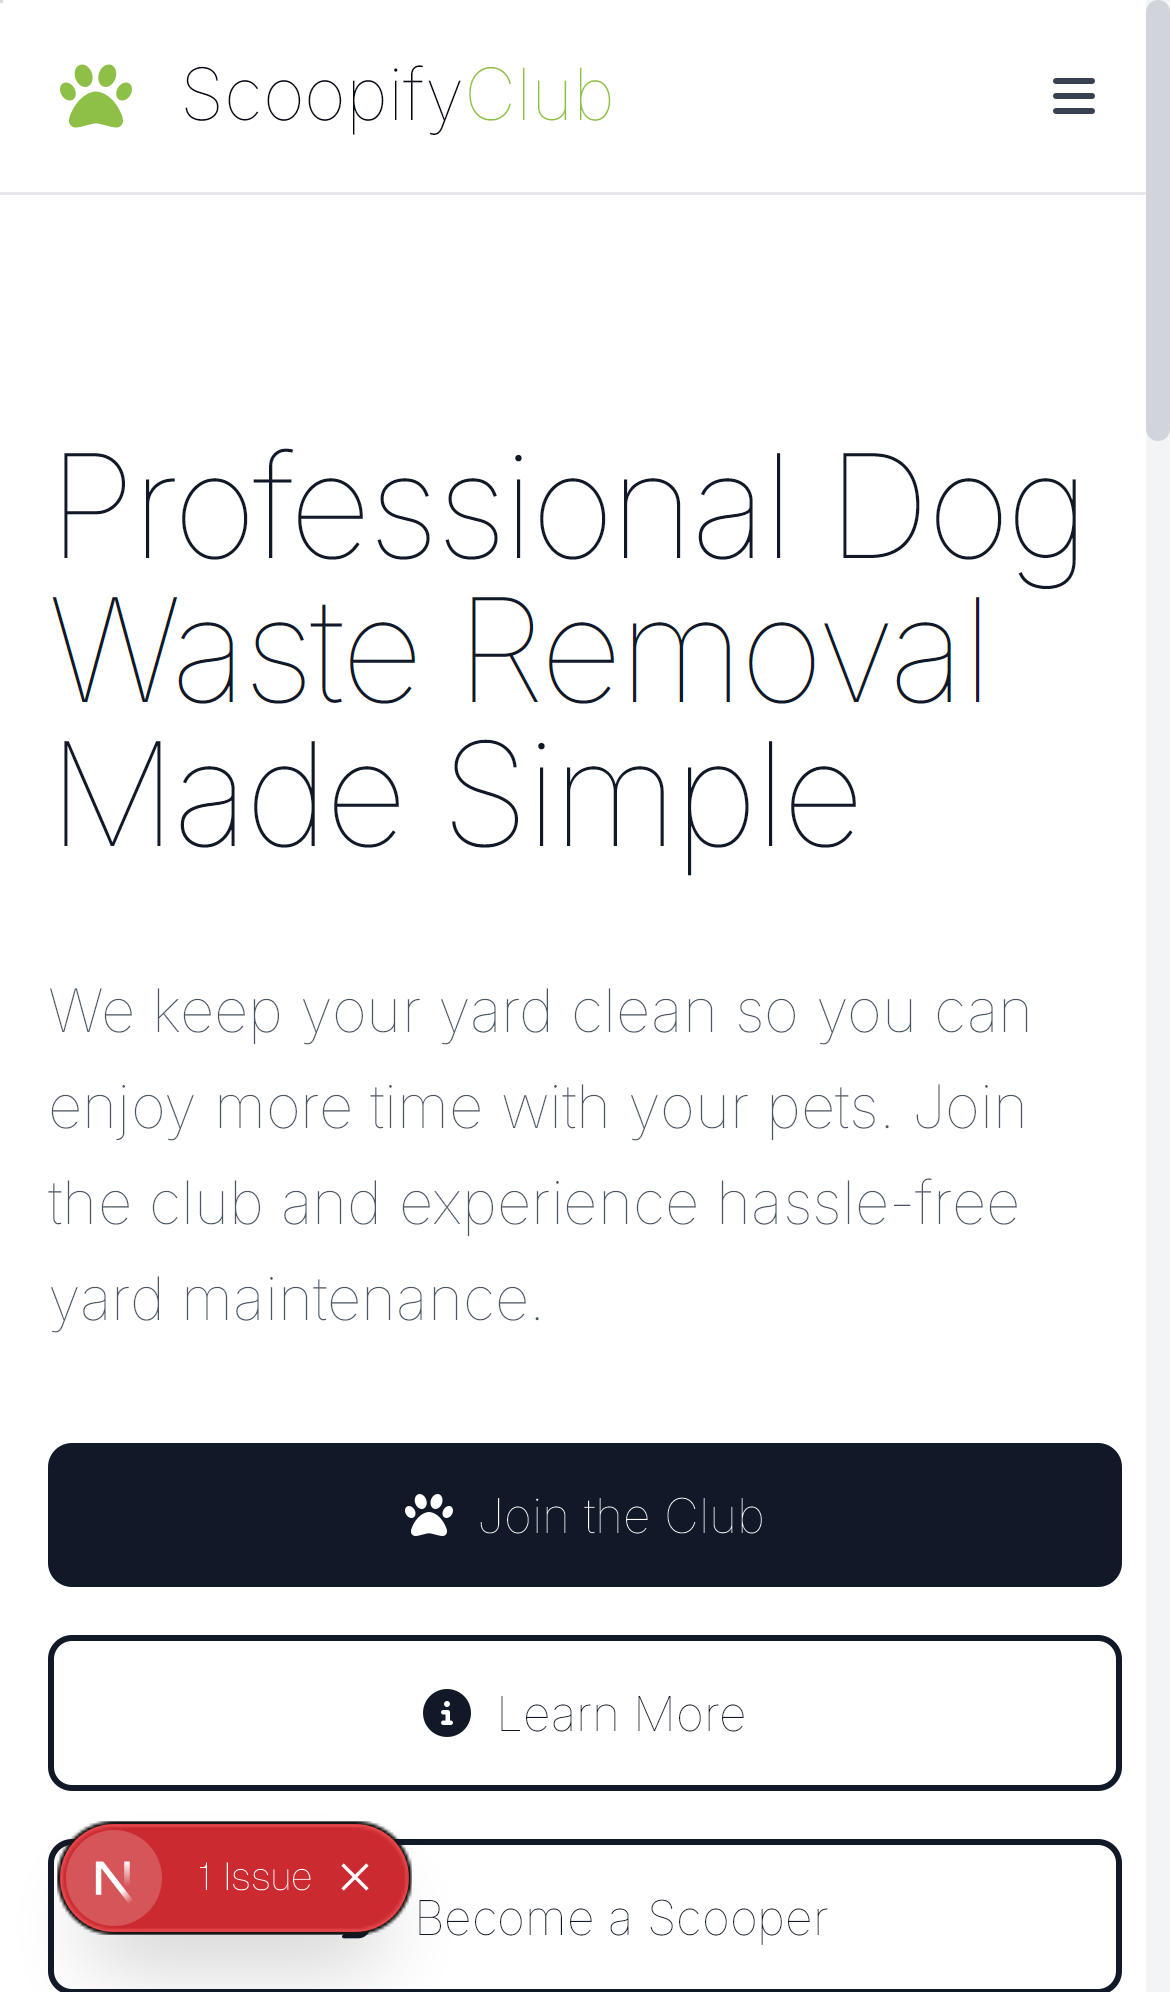 ScoopifyClub
Professional Dog
Waste Removal
Made Simple
We keep your yard clean so you can
enjoy more time with your pets. Join
the club and experience hassle-free
yard maintenance.
Join the Club
Learn More
1 Issue
Become a Scooper